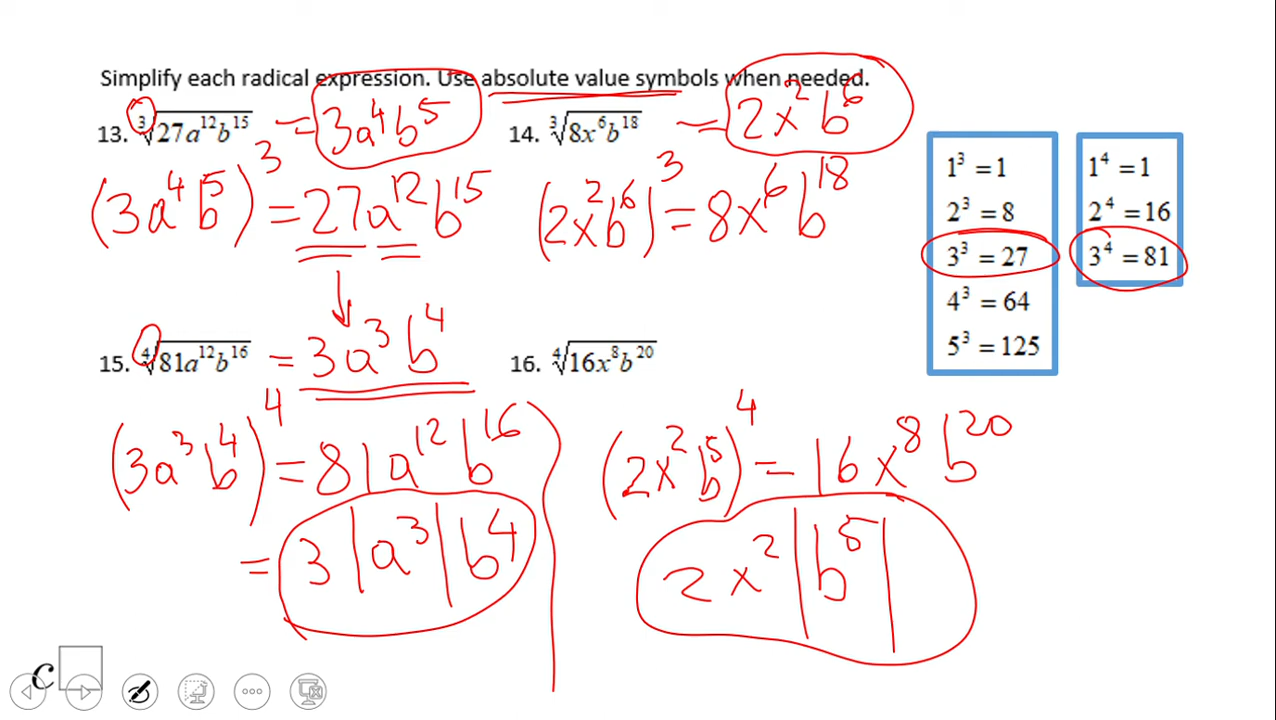 Simplify each radical expression. Use absolute value symbols when needed.
13. ∛(27a¹²b¹⁵) = 3a⁴b⁵
(3a⁴b⁵)³ = 27a¹²b¹⁵
14. ∛(8x⁶b¹⁸) = 2x²b⁶
(2x²b⁶)³ = 8x⁶b¹⁸
1³ = 1
2³ = 8
3³ = 27
4³ = 64
5³ = 125
1⁴ = 1
2⁴ = 16
3⁴ = 81
15. ∜(81a¹²b¹⁶) = 3a³b⁴
(3a³b⁴)⁴ = 81a¹²b¹⁶
= 3|a³|b⁴
16. ∜(16x⁸b²⁰)
(2x²b⁵)⁴ = 16x⁸b²⁰
2x²|b⁵|
c